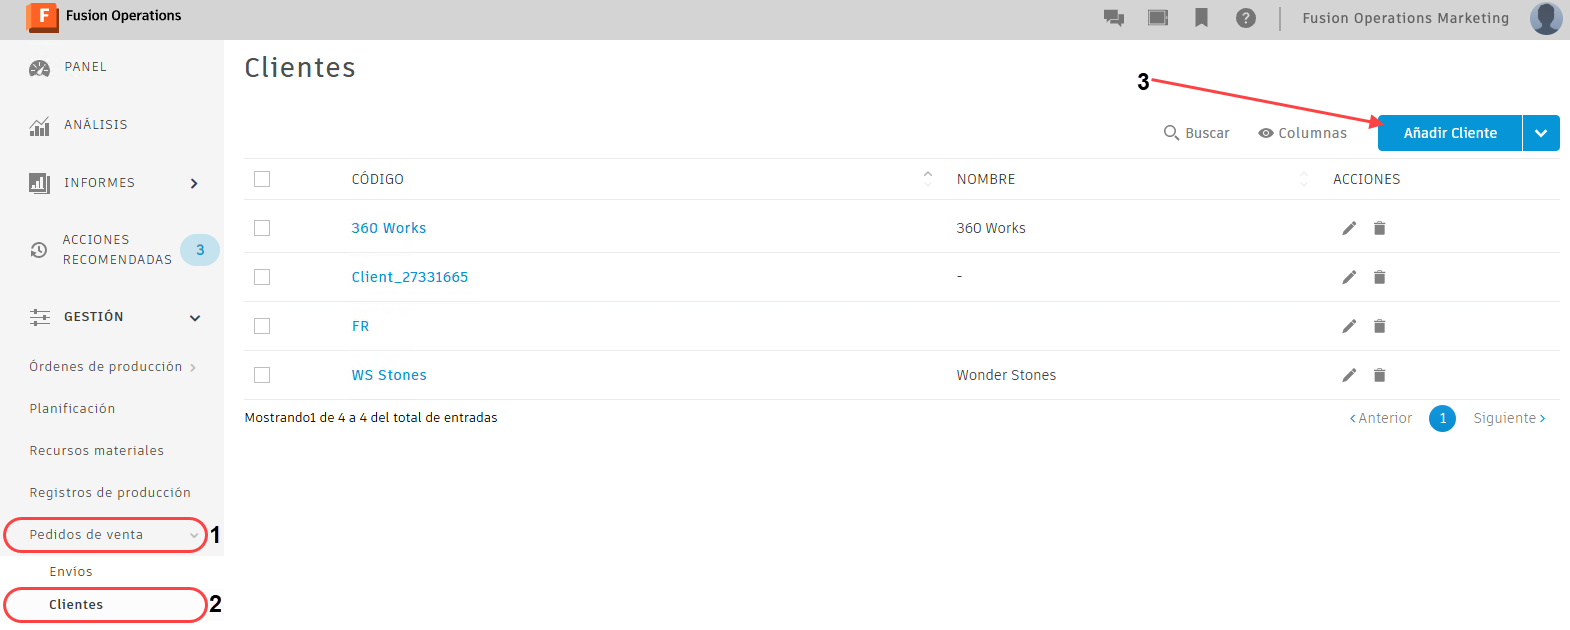 F Fusion Operations
? Fusion Operations Marketing
PANEL
ANÁLISIS
INFORMES
ACCIONES
RECOMENDADAS 3
GESTIÓN
Órdenes de producción
Planificación
Recursos materiales
Registros de producción
Pedidos de venta 1
Envíos
Clientes 2
Clientes
3
Buscar Columnas Añadir Cliente
CÓDIGO NOMBRE ACCIONES
360 Works 360 Works
Client_27331665 -
FR
WS Stones Wonder Stones
Mostrando1 de 4 a 4 del total de entradas
Anterior 1 Siguiente